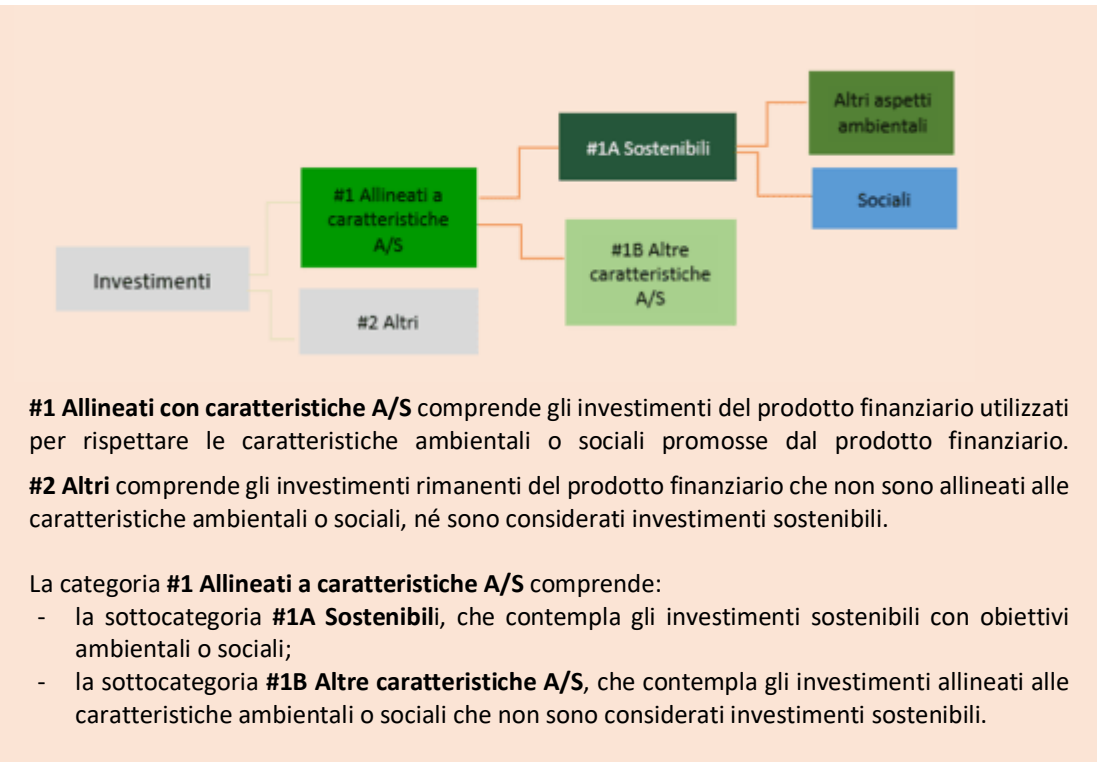 Altri aspetti
ambientali
#1A Sostenibili
#1 Allineati a
caratteristiche
A/S
Sociali
#1B Altre
caratteristiche
A/S
Investimenti
#2 Altri
#1 Allineati con caratteristiche A/S comprende gli investimenti del prodotto finanziario utilizzati
per rispettare le caratteristiche ambientali o sociali promosse dal prodotto finanziario.
#2 Altri comprende gli investimenti rimanenti del prodotto finanziario che non sono allineati alle
caratteristiche ambientali o sociali, né sono considerati investimenti sostenibili.
La categoria #1 Allineati a caratteristiche A/S comprende:
- la sottocategoria #1A Sostenibili, che contempla gli investimenti sostenibili con obiettivi
ambientali o sociali;
- la sottocategoria #1B Altre caratteristiche A/S, che contempla gli investimenti allineati alle
caratteristiche ambientali o sociali che non sono considerati investimenti sostenibili.